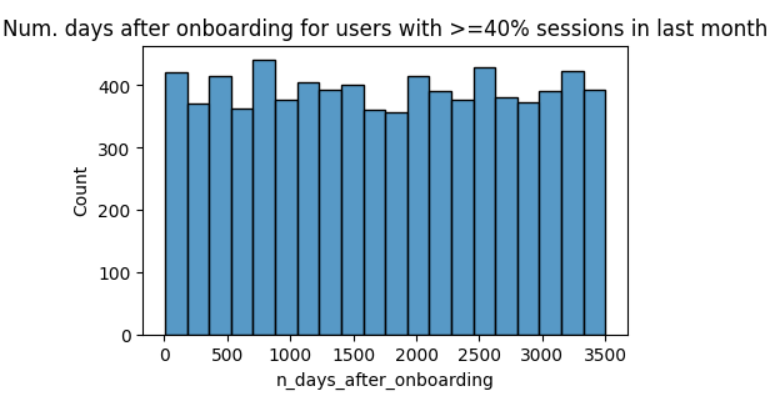 Num. days after onboarding for users with >=40% sessions in last month
400
300
200
100
0
Count
0 500 1000 1500 2000 2500 3000 3500
n_days_after_onboarding